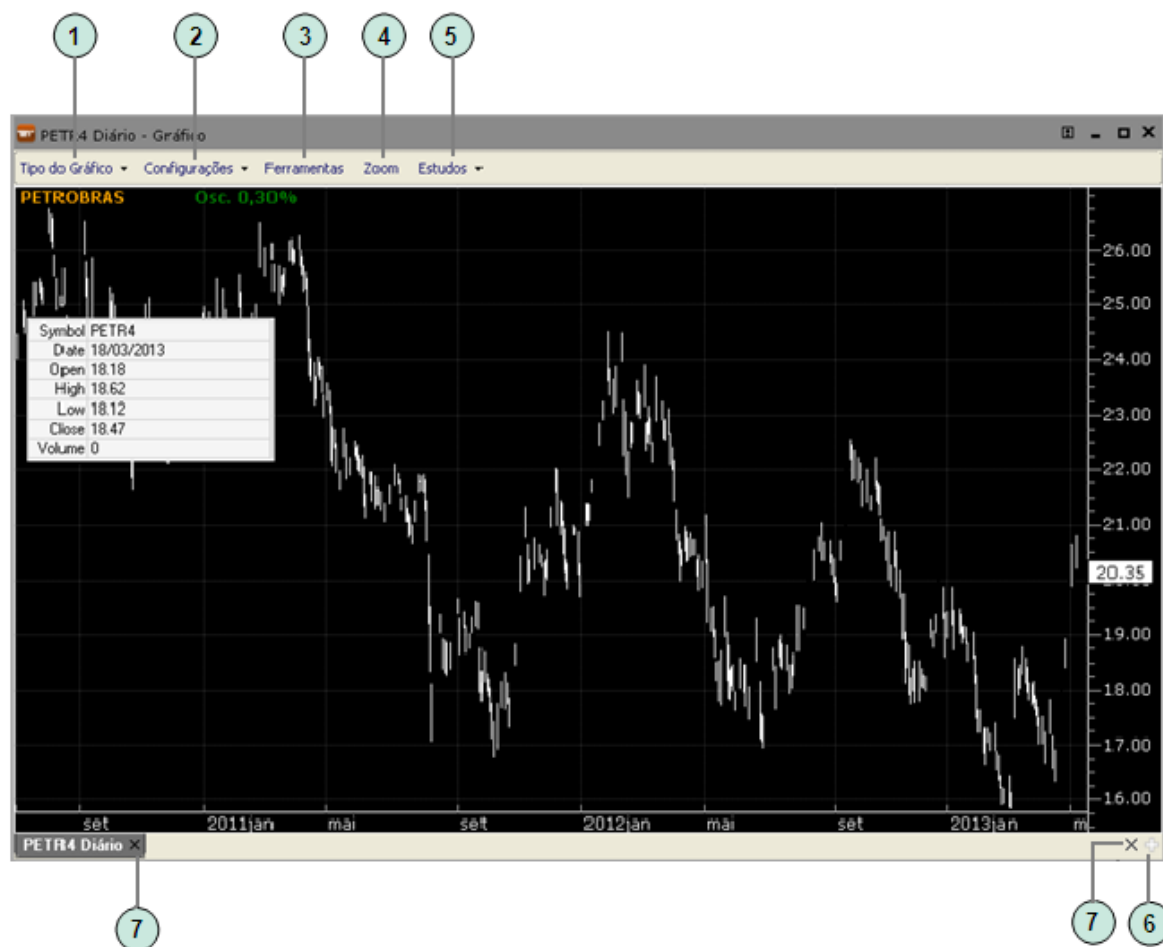 1 2 3 4 5
PETR4 Diário - Gráfico
Tipo do Gráfico Configurações Ferramentas Zoom Estudos
PETROBRAS Osc. 0,30%
26.00
25.00
Symbol PETR4
Date 18/03/2013
Open 18.18
High 18.62
Low 18.12
Close 18.47
Volume 0
24.00
23.00
22.00
21.00
20.35
19.00
18.00
17.00
16.00
set 2011jan mai set 2012jan mai set 2013jan m
PETR4 Diário
7 7 6